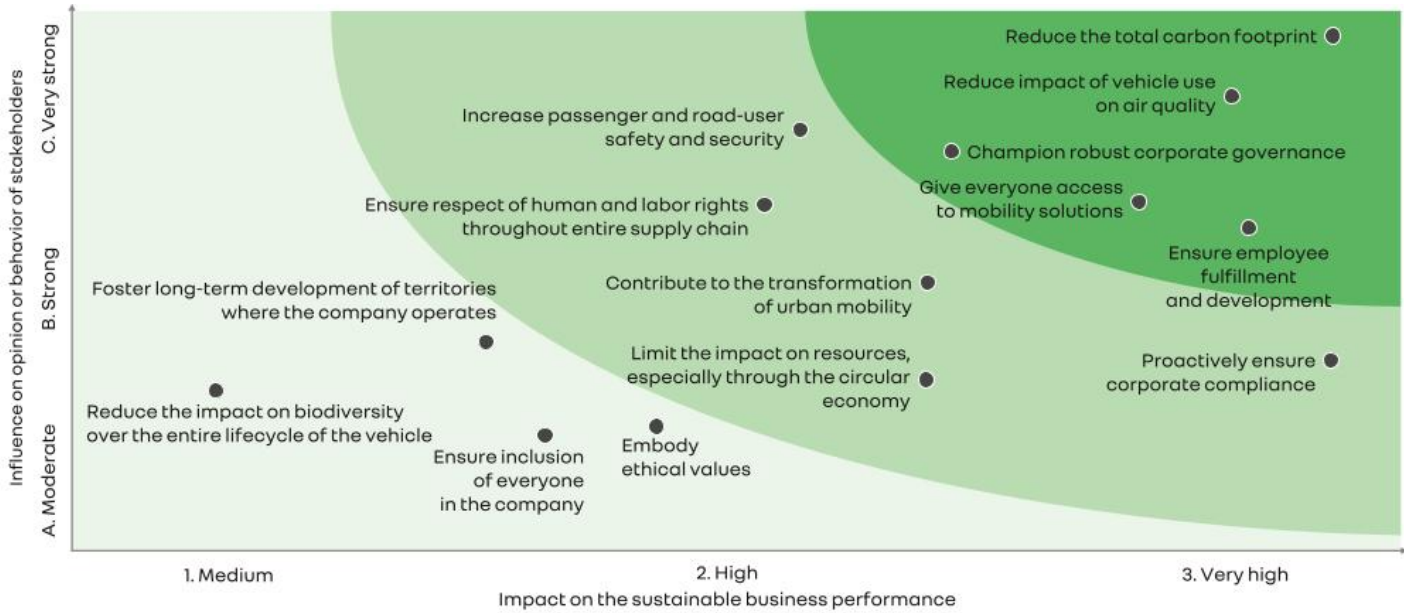 Influence on opinion or behavior of stakeholders
C. Very strong
B. Strong
A. Moderate
Reduce the total carbon footprint
Reduce impact of vehicle use
on air quality
Increase passenger and road-user
safety and security
Champion robust corporate governance
Give everyone access
to mobility solutions
Ensure respect of human and labor rights
throughout entire supply chain
Ensure employee
fulfillment
and development
Contribute to the transformation
of urban mobility
Foster long-term development of territories
where the company operates
Limit the impact on resources,
especially through the circular
economy
Proactively ensure
corporate compliance
Reduce the impact on biodiversity
over the entire lifecycle of the vehicle
Embody
ethical values
Ensure inclusion
of everyone
in the company
1. Medium
2. High
3. Very high
Impact on the sustainable business performance